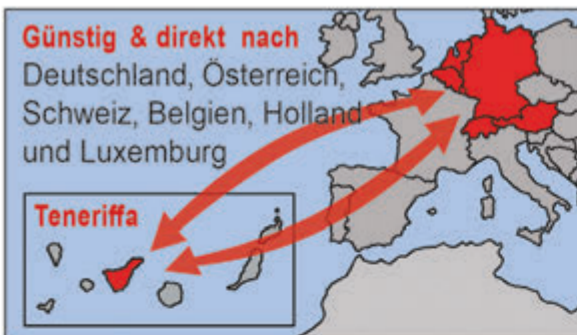 Günstig & direkt nach
Deutschland, Österreich,
Schweiz, Belgien, Holland
und Luxemburg
Teneriffa